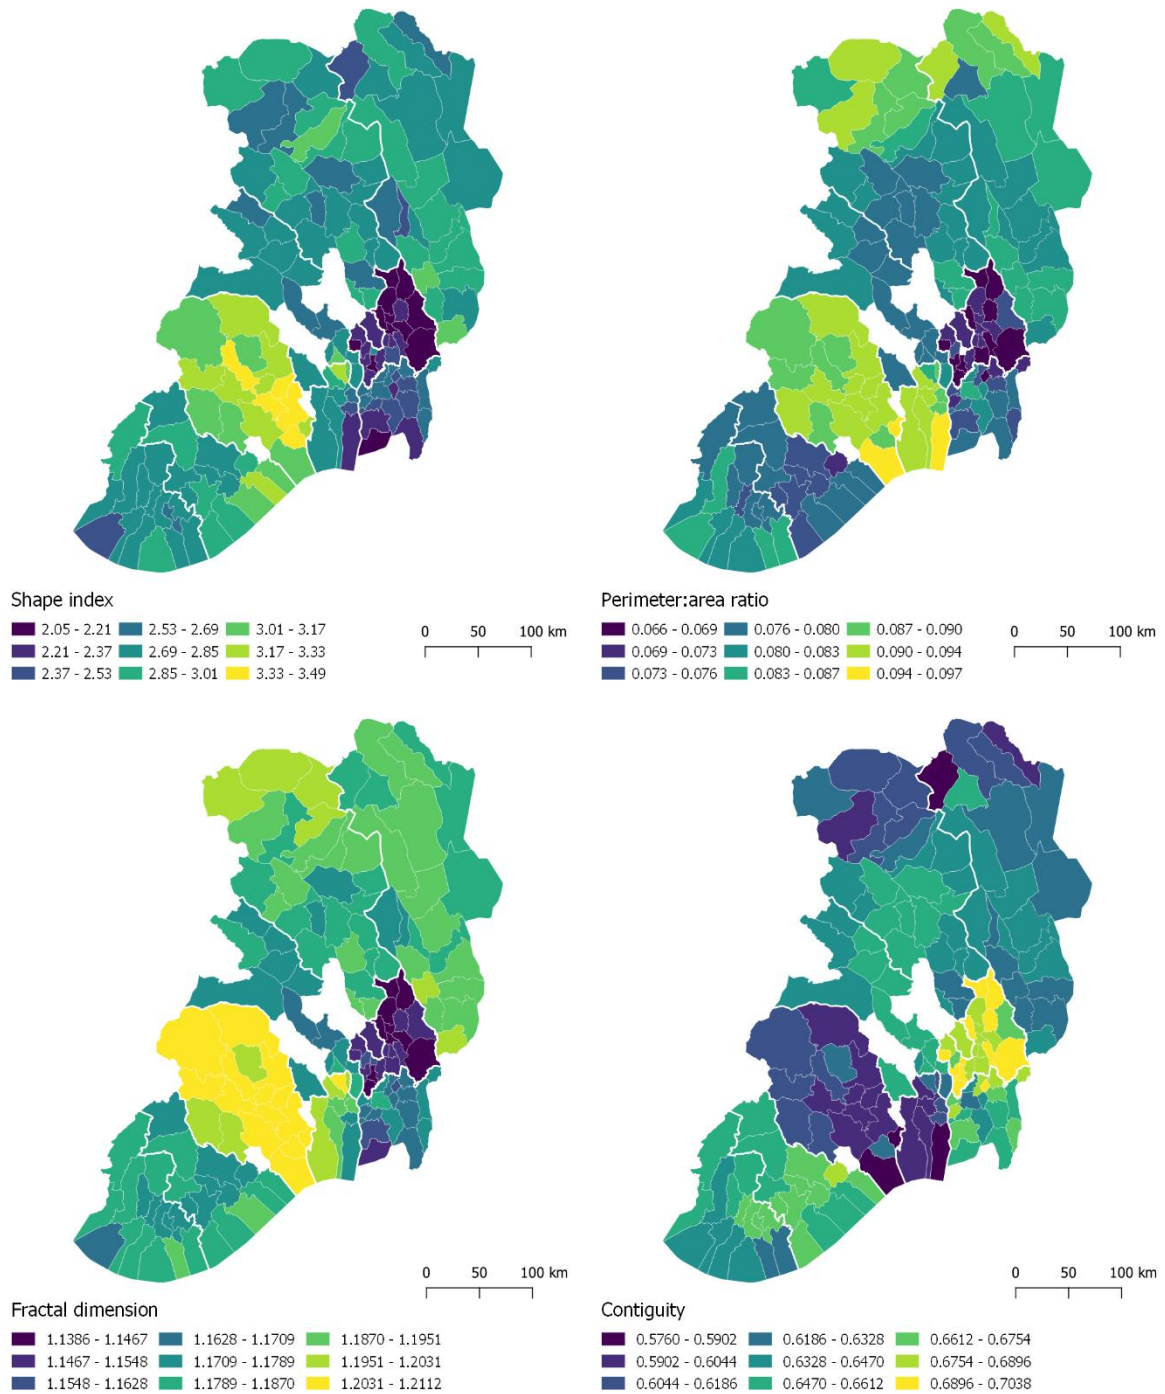 Shape index
2.05 - 2.21 2.53 - 2.69 3.01 - 3.17
2.21 - 2.37 2.69 - 2.85 3.17 - 3.33
2.37 - 2.53 2.85 - 3.01 3.33 - 3.49
0 50 100 km
Perimeter:area ratio
0.066 - 0.069 0.076 - 0.080 0.087 - 0.090
0.069 - 0.073 0.080 - 0.083 0.090 - 0.094
0.073 - 0.076 0.083 - 0.087 0.094 - 0.097
0 50 100 km
Fractal dimension
1.1386 - 1.1467 1.1628 - 1.1709 1.1870 - 1.1951
1.1467 - 1.1548 1.1709 - 1.1789 1.1951 - 1.2031
1.1548 - 1.1628 1.1789 - 1.1870 1.2031 - 1.2112
0 50 100 km
Contiguity
0.5760 - 0.5902 0.6186 - 0.6328 0.6612 - 0.6754
0.5902 - 0.6044 0.6328 - 0.6470 0.6754 - 0.6896
0.6044 - 0.6186 0.6470 - 0.6612 0.6896 - 0.7038
0 50 100 km